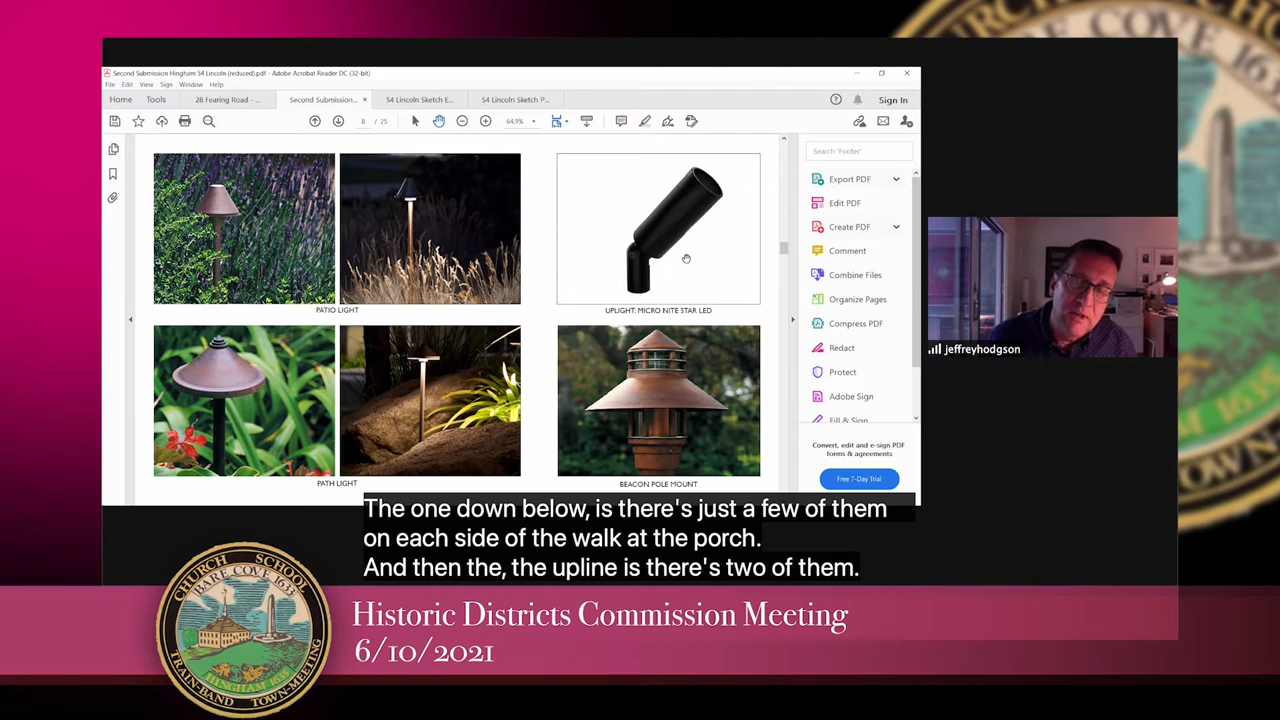 Second Submission Hingham 54 Lincoln (reduced).pdf - Adobe Acrobat Reader DC (32-bit)
File Edit View Sign Window Help
Home Tools 28 Fearing Road - ... Second Submission... × 54 Lincoln Sketch E... 54 Lincoln Sketch P... Sign In
8 / 25 64.9%
Search 'Footer'
Export PDF
Edit PDF
Create PDF
Comment
Combine Files
Organize Pages
Compress PDF
Redact
Protect
Adobe Sign
Fill & Sign
Convert, edit and e-sign PDF
forms & agreements
Free 7-Day Trial
PATIO LIGHT
UPLIGHT: MICRO NITE STAR LED
PATH LIGHT
BEACON POLE MOUNT
jeffreyhodgson
The one down below, is there's just a few of them
on each side of the walk at the porch.
And then the, the upline is there's two of them.
Historic Districts Commission Meeting
6/10/2021
CHURCH SCHOOL
BARE COVE 1633
HINGHAM 1635
TRAIN-BAND TOWN-MEETING